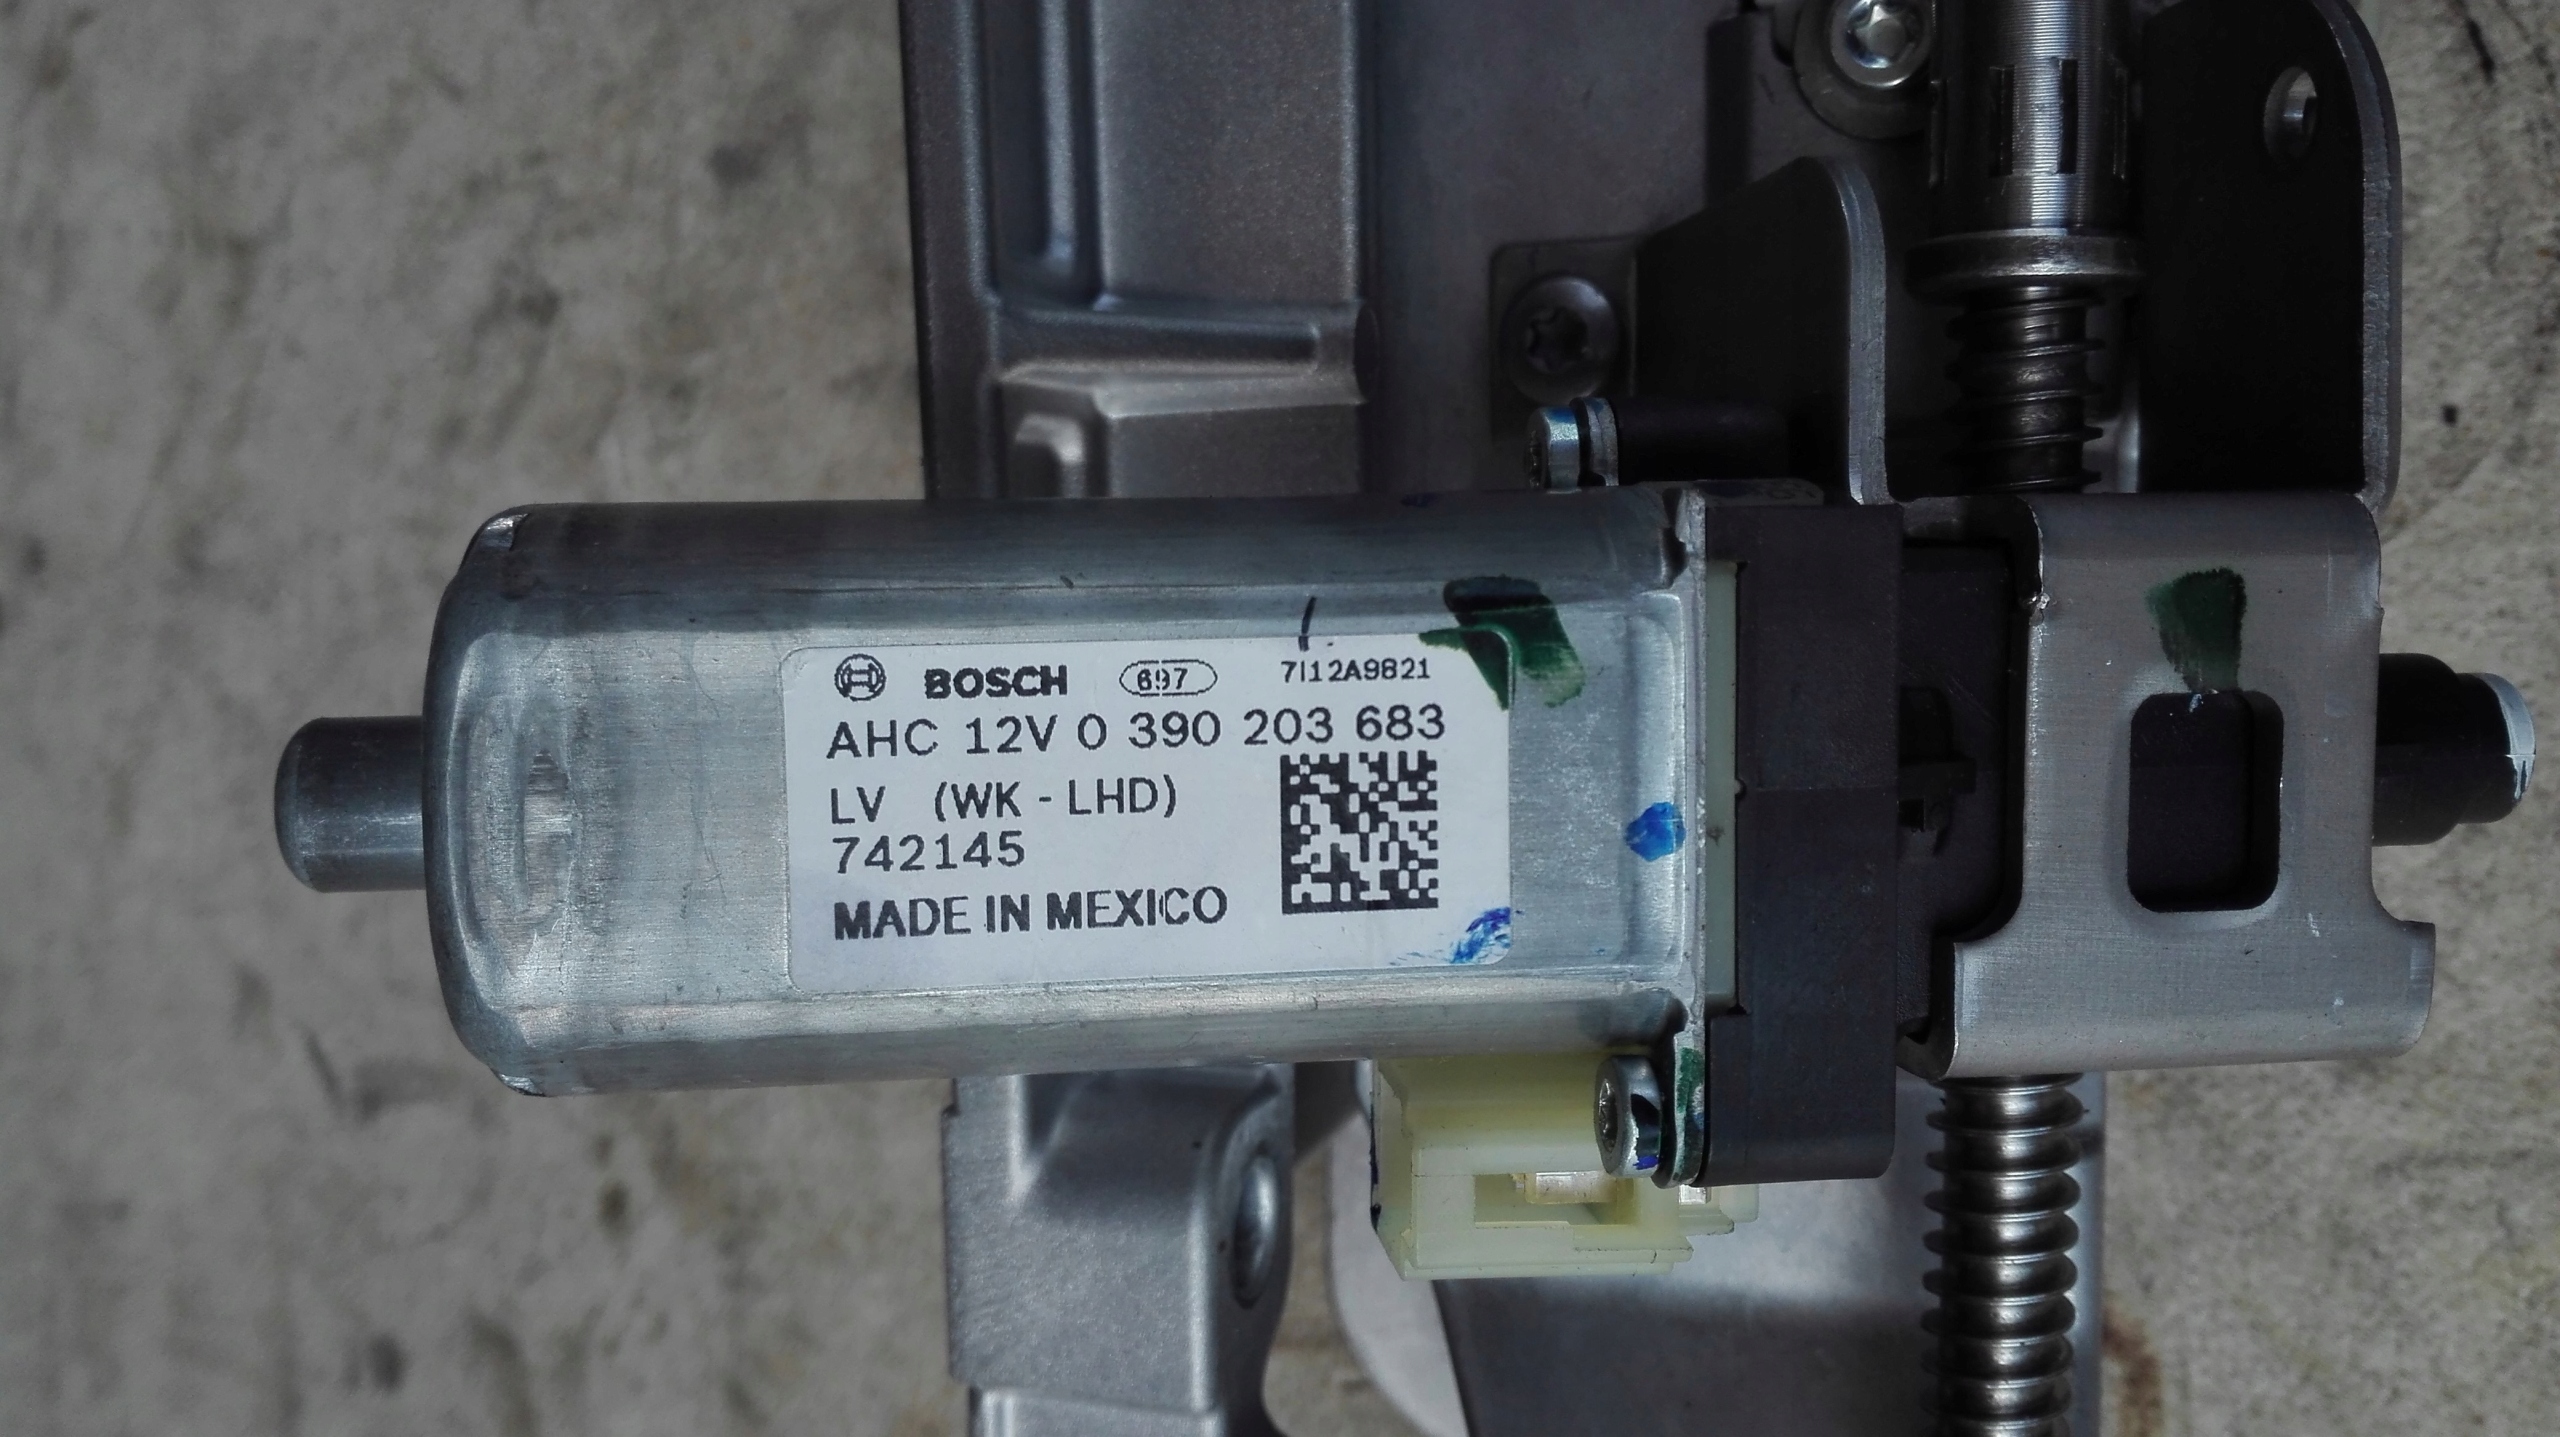 BOSCH 697 7I12A9821
AHC 12V 0 390 203 683
LV (WK - LHD)
742145
MADE IN MEXICO